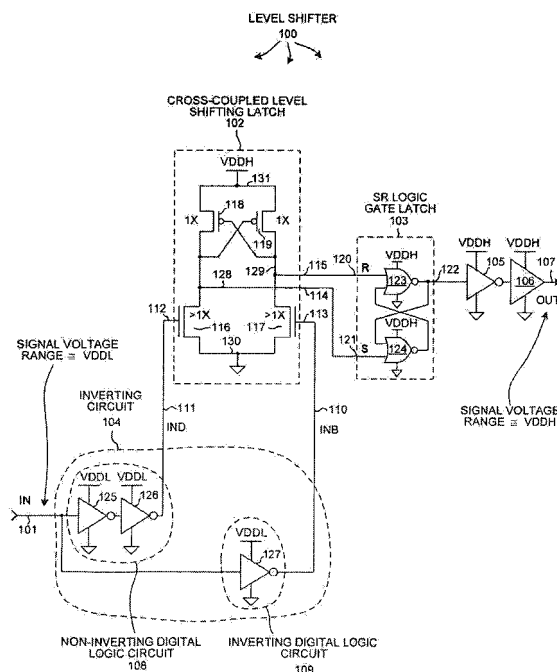 LEVEL SHIFTER
100
CROSS-COUPLED LEVEL
SHIFTING LATCH
102
VDDH
131
118
1X
1X
119
SR LOGIC
GATE LATCH
103
VDDH
129
115
120
R
123
128
114
122
VDDH
105
VDDH
106
107
OUT
112
>1X
116
>1X
117
113
130
VDDH
121
S
124
SIGNAL VOLTAGE
RANGE ≅ VDDL
SIGNAL VOLTAGE
RANGE ≅ VDDH
INVERTING
CIRCUIT
104
111
IND
110
INB
VDDL
VDDL
125
126
IN
101
VDDL
127
NON-INVERTING DIGITAL
LOGIC CIRCUIT
108
INVERTING DIGITAL LOGIC
CIRCUIT
109